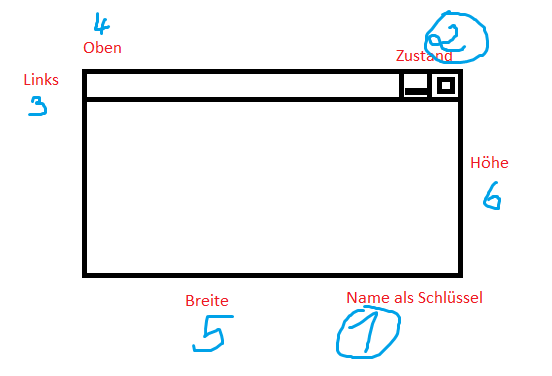 4
2
Oben
Zustand
Links
3
Höhe
6
Breite
Name als Schlüssel
5
1